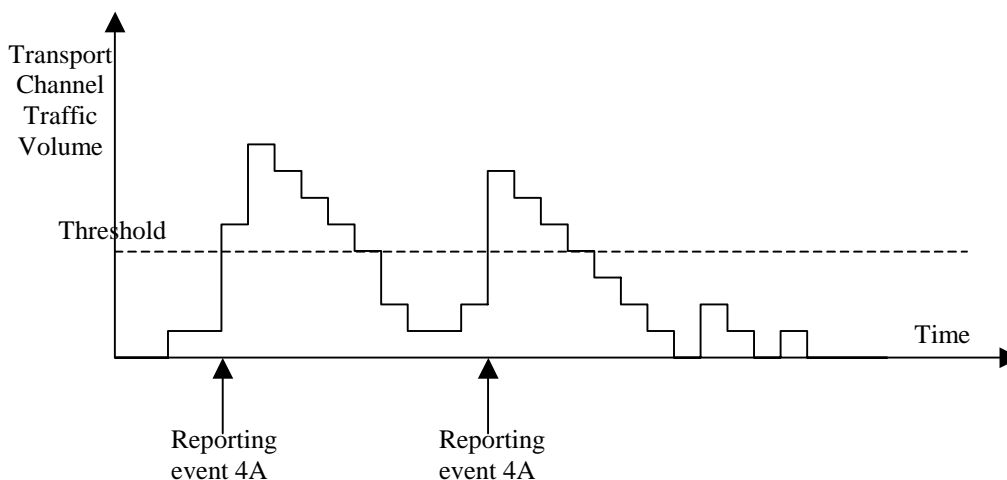 Transport
Channel
Traffic
Volume
Threshold
Time
Reporting
event 4A
Reporting
event 4A